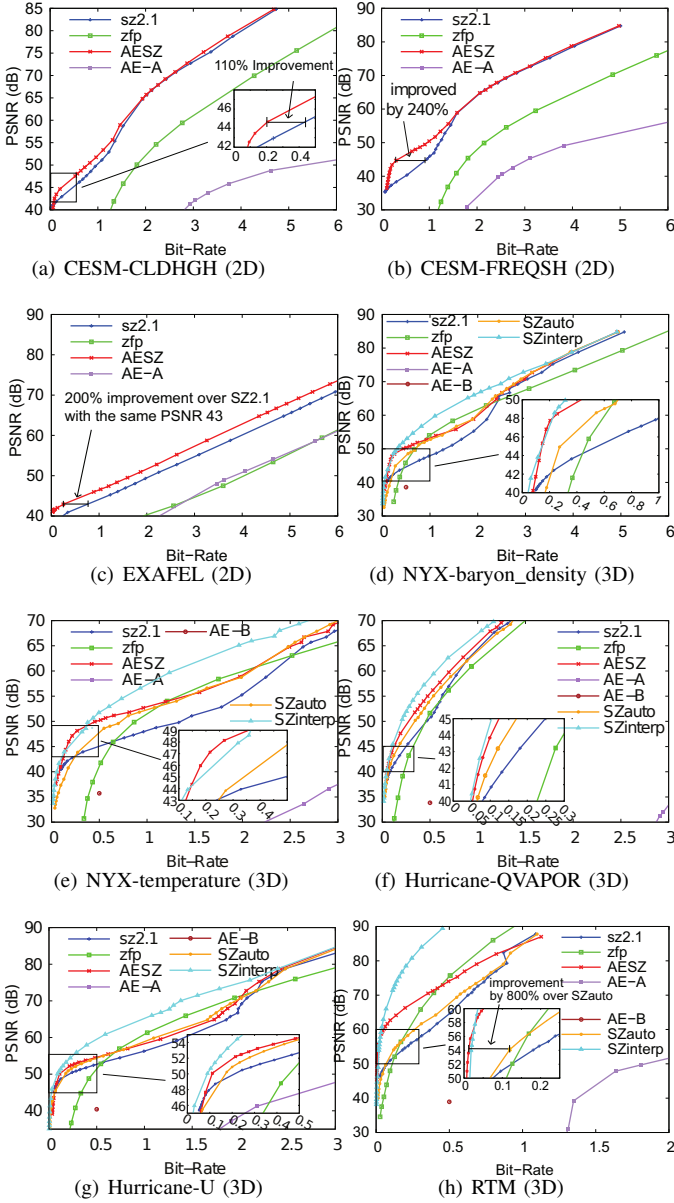 85
80
75
70
65
60
55
50
45
40
PSNR (dB)
sz2.1
zfp
AESZ
AE−A
110% Improvement
46
44
42
0
0.2
0.4
0 1 2 3 4 5 6
Bit−Rate
(a) CESM-CLDHGH (2D)
100
90
80
70
60
50
40
30
PSNR (dB)
sz2.1
zfp
AESZ
AE−A
improved
by 240%
0 1 2 3 4 5 6
Bit−Rate
(b) CESM-FREQSH (2D)
90
80
70
60
50
40
PSNR (dB)
sz2.1
zfp
AESZ
AE−A
200% improvement over SZ2.1
with the same PSNR 43
0 1 2 3 4 5 6
Bit−Rate
(c) EXAFEL (2D)
90
80
70
60
50
40
30
PSNR (dB)
sz2.1
zfp
AESZ
AE−A
AE−B
SZauto
SZinterp
50
48
46
44
42
40
0
0.2
0.4
0.6
0.8
1
0 1 2 3 4 5 6
Bit−Rate
(d) NYX-baryon_density (3D)
70
65
60
55
50
45
40
35
30
PSNR (dB)
sz2.1
zfp
AESZ
AE−A
AE−B
SZauto
SZinterp
49
48
46
45
44
43
0.1
0.2
0.3
0.4
0 0.5 1 1.5 2 2.5 3
Bit−Rate
(e) NYX-temperature (3D)
70
65
60
55
50
45
40
35
30
PSNR (dB)
sz2.1
zfp
AESZ
AE−A
AE−B
SZauto
SZinterp
45
44
43
42
41
40
0
0.05
0.1
0.15
0.2
0.25
0.3
0 0.5 1 1.5 2 2.5 3
Bit−Rate
(f) Hurricane-QVAPOR (3D)
90
80
70
60
50
40
PSNR (dB)
sz2.1
zfp
AESZ
AE−A
AE−B
SZauto
SZinterp
54
52
50
48
46
0
0.1
0.2
0.3
0.4
0.5
0 0.5 1 1.5 2 2.5 3
Bit−Rate
(g) Hurricane-U (3D)
90
80
70
60
50
40
30
PSNR (dB)
sz2.1
zfp
AESZ
AE−A
AE−B
SZauto
SZinterp
improvement
by 800% over SZauto
60
58
56
54
52
50
0
0.1
0.2
0 0.5 1 1.5 2
Bit−Rate
(h) RTM (3D)